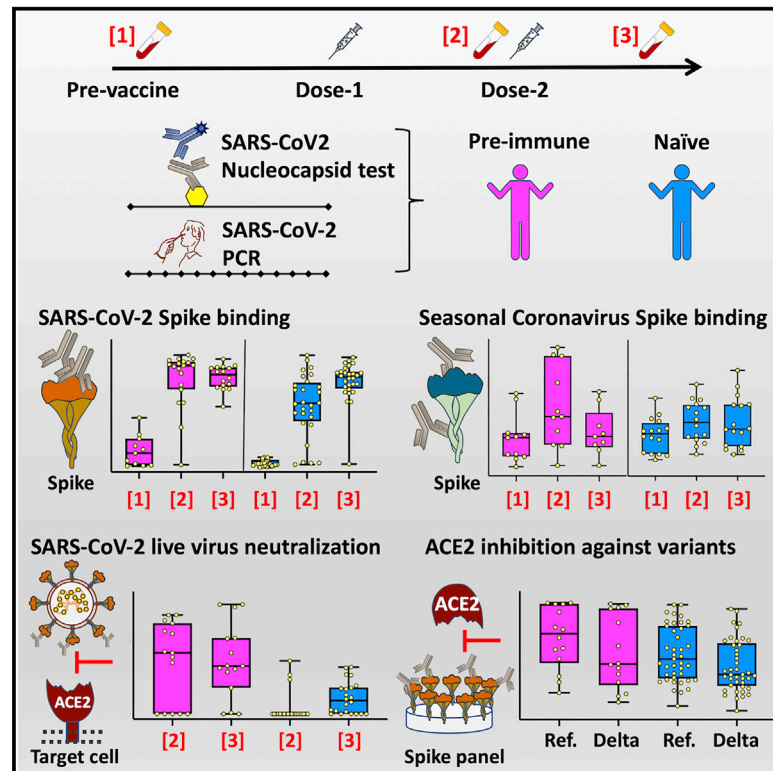 [1]
[2]
[3]
Pre-vaccine
Dose-1
Dose-2
SARS-CoV2
Nucleocapsid test
SARS-CoV-2
PCR
Pre-immune
Naïve
SARS-CoV-2 Spike binding
Spike
[1]
[2]
[3]
[1]
[2]
[3]
Seasonal Coronavirus Spike binding
Spike
[1]
[2]
[3]
[1]
[2]
[3]
SARS-CoV-2 live virus neutralization
ACE2
Target cell
[2]
[3]
[2]
[3]
ACE2 inhibition against variants
ACE2
Spike panel
Ref.
Delta
Ref.
Delta